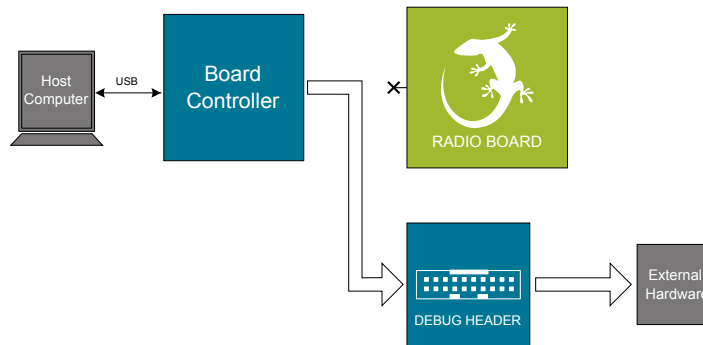 Host
Computer
USB
Board
Controller
RADIO BOARD
DEBUG HEADER
External
Hardware